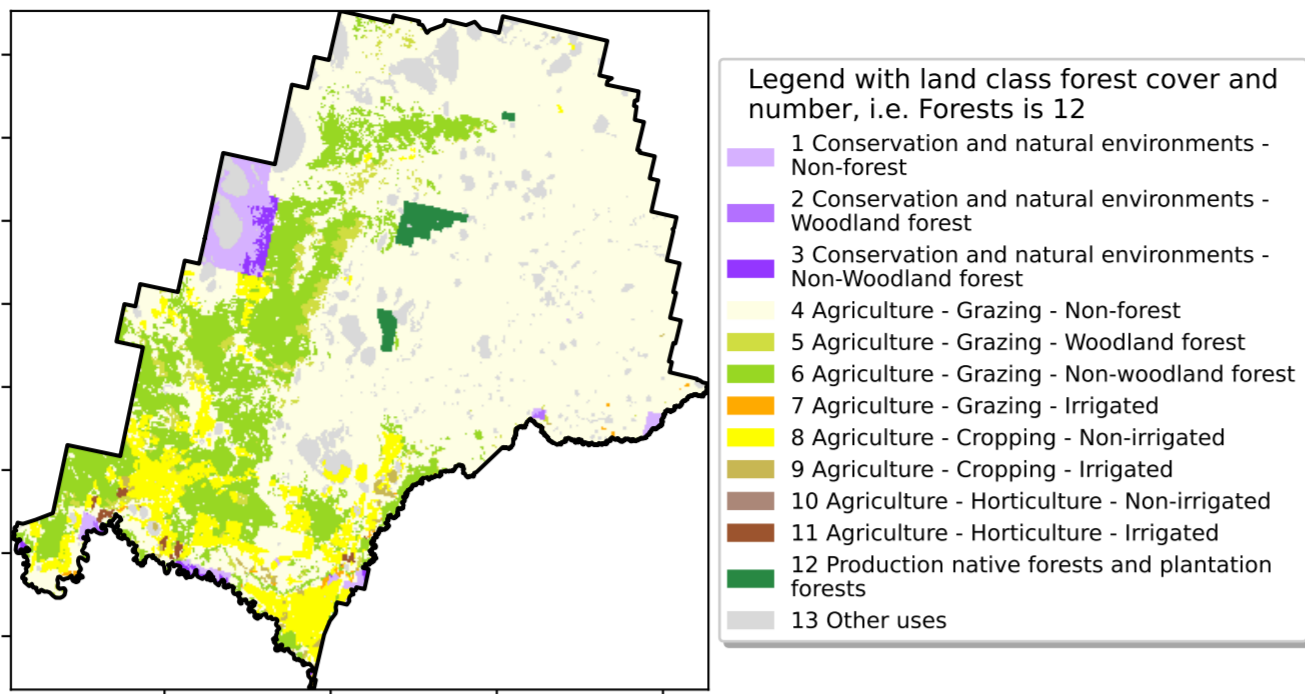 Legend with land class forest cover and
number, i.e. Forests is 12
1 Conservation and natural environments -
Non-forest
2 Conservation and natural environments -
Woodland forest
3 Conservation and natural environments -
Non-Woodland forest
4 Agriculture - Grazing - Non-forest
5 Agriculture - Grazing - Woodland forest
6 Agriculture - Grazing - Non-woodland forest
7 Agriculture - Grazing - Irrigated
8 Agriculture - Cropping - Non-irrigated
9 Agriculture - Cropping - Irrigated
10 Agriculture - Horticulture - Non-irrigated
11 Agriculture - Horticulture - Irrigated
12 Production native forests and plantation
forests
13 Other uses